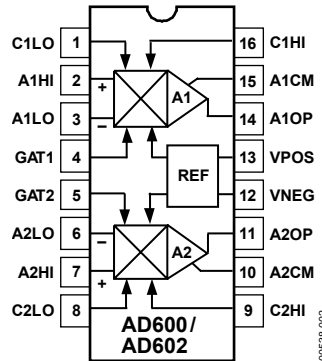 C1LO 1 16 C1HI
A1HI 2 + A1 15 A1CM
A1LO 3 – 14 A1OP
GAT1 4 REF 13 VPOS
GAT2 5 12 VNEG
A2LO 6 – A2 11 A2OP
A2HI 7 + 10 A2CM
C2LO 8 9 C2HI
AD600/
AD602